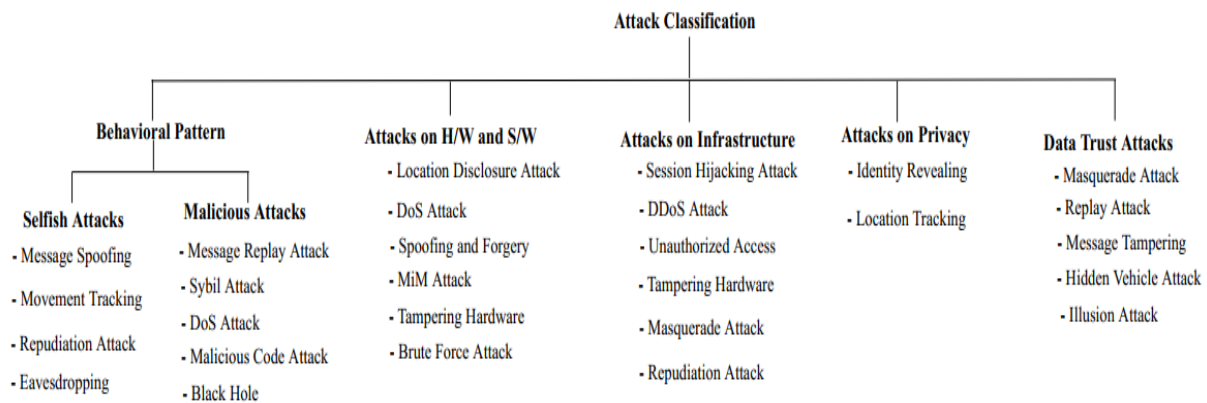 Attack Classification
Behavioral Pattern
Selfish Attacks
- Message Spoofing
- Movement Tracking
- Repudiation Attack
- Eavesdropping
Malicious Attacks
- Message Replay Attack
- Sybil Attack
- DoS Attack
- Malicious Code Attack
- Black Hole
Attacks on H/W and S/W
- Location Disclosure Attack
- DoS Attack
- Spoofing and Forgery
- MiM Attack
- Tampering Hardware
- Brute Force Attack
Attacks on Infrastructure
- Session Hijacking Attack
- DDoS Attack
- Unauthorized Access
- Tampering Hardware
- Masquerade Attack
- Repudiation Attack
Attacks on Privacy
- Identity Revealing
- Location Tracking
Data Trust Attacks
- Masquerade Attack
- Replay Attack
- Message Tampering
- Hidden Vehicle Attack
- Illusion Attack